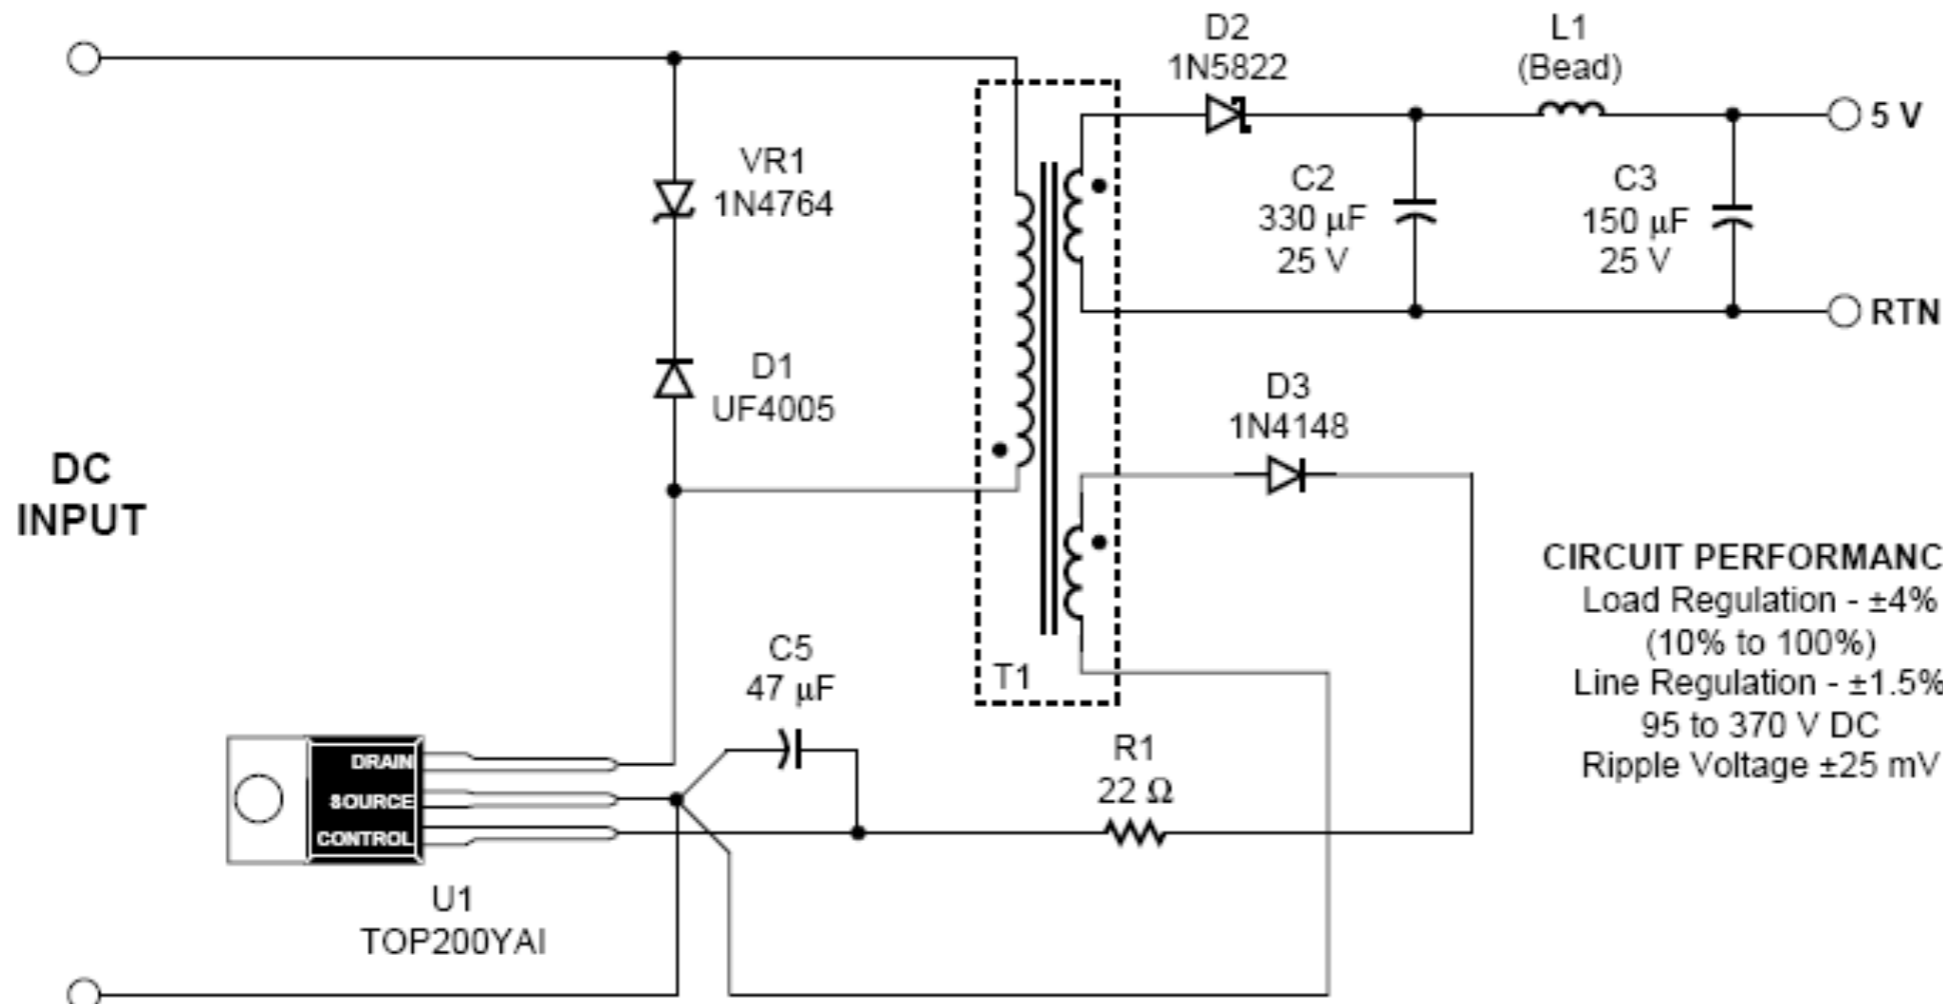 D2
1N5822
L1
(Bead)
5 V
VR1
1N4764
C2
330 µF
25 V
C3
150 µF
25 V
RTN
D1
UF4005
D3
1N4148
DC
INPUT
CIRCUIT PERFORMANC
Load Regulation - ±4%
(10% to 100%)
Line Regulation - ±1.5%
95 to 370 V DC
Ripple Voltage ±25 mV
C5
47 µF
T1
R1
22 Ω
DRAIN
SOURCE
CONTROL
U1
TOP200YAI